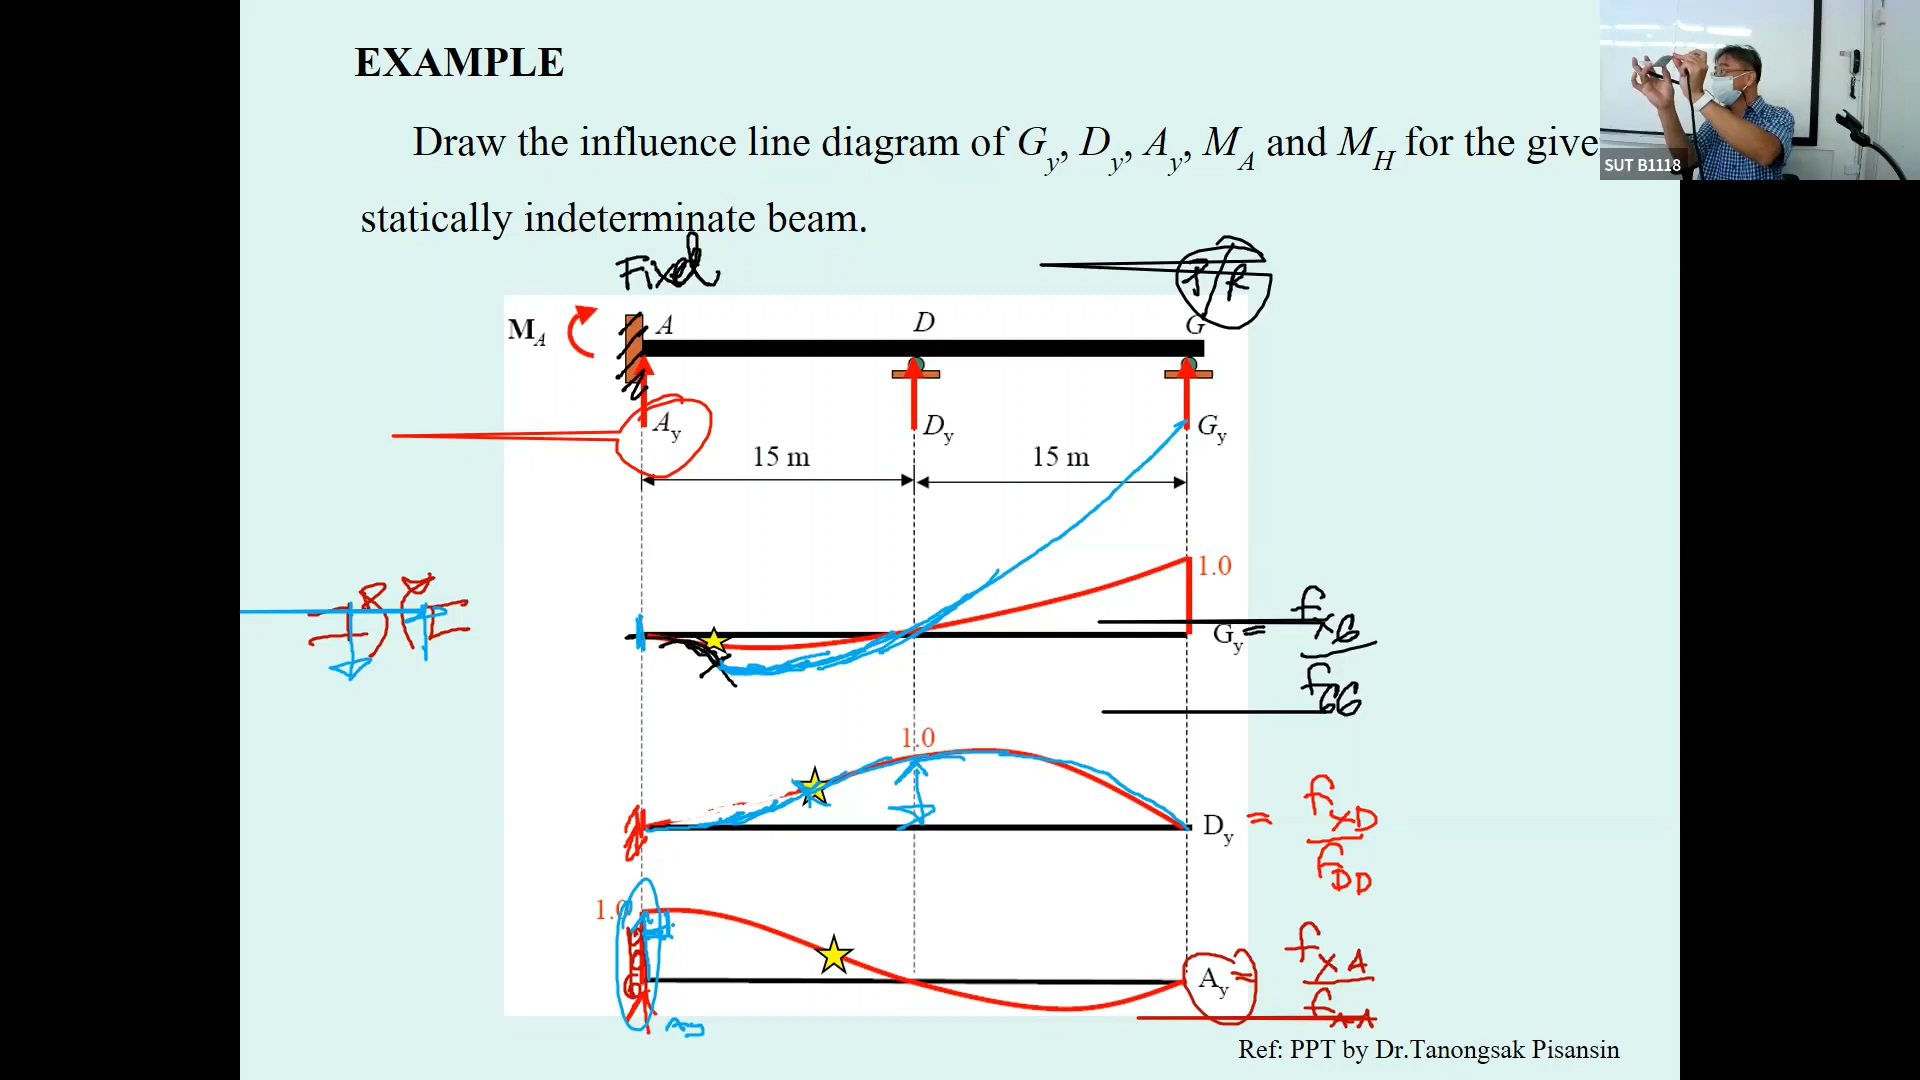 EXAMPLE
Draw the influence line diagram of Gy, Dy, Ay, MA and MH for the give
statically indeterminate beam.
SUT B1118
Fixed
P/R
MA
A
D
G
Ay
Dy
Gy
15 m
15 m
1.0
Gy = fXG / fGG
1.0
Dy = fXD / fDD
1.0
Ay = fXA / fAA
Ay
Ref: PPT by Dr.Tanongsak Pisansin